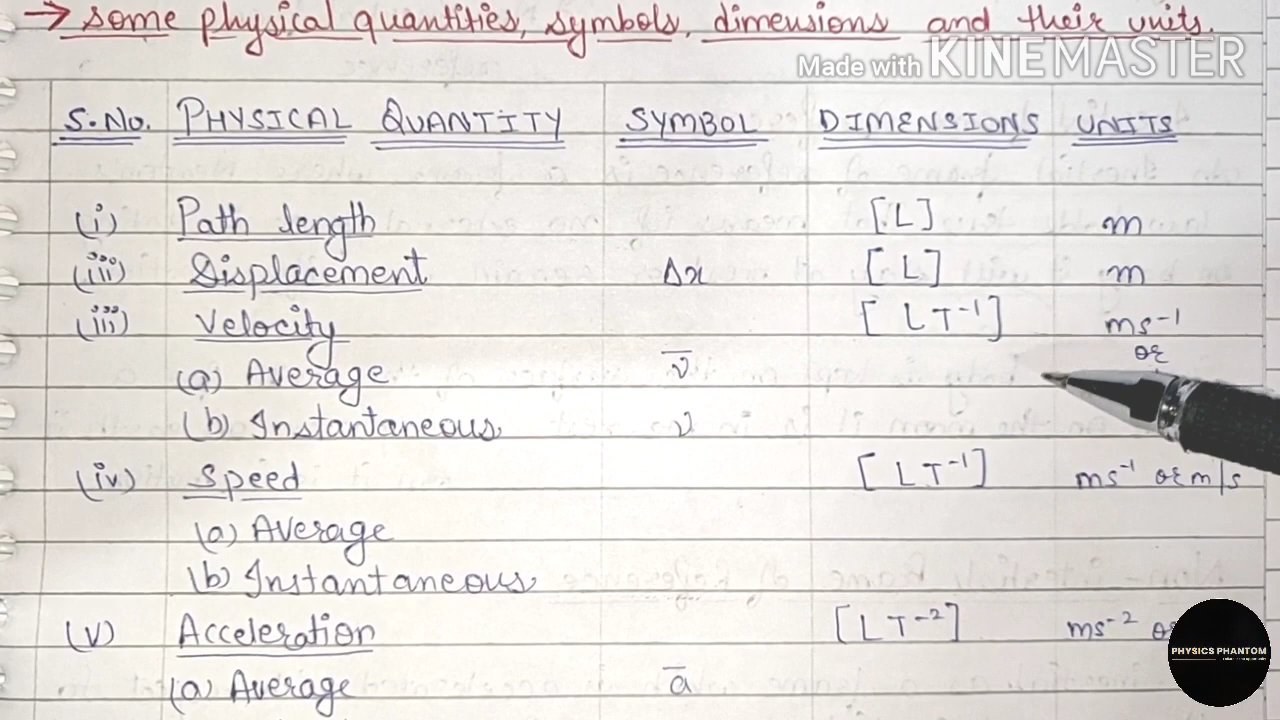 → Some physical quantities, symbols, dimensions and their units.
Made with KINEMASTER
S.No. PHYSICAL QUANTITY SYMBOL DIMENSIONS UNITS
(i) Path length [L] m
(iii) Displacement Δx [L] m
(iii) Velocity [LT⁻¹] ms⁻¹
or
(a) Average v̅
(b) Instantaneous v
(iv) Speed [LT⁻¹] ms⁻¹ or m/s
(a) Average
(b) Instantaneous
(v) Acceleration [LT⁻²] ms⁻² or
PHYSICS PHANTOM
(a) Average a̅